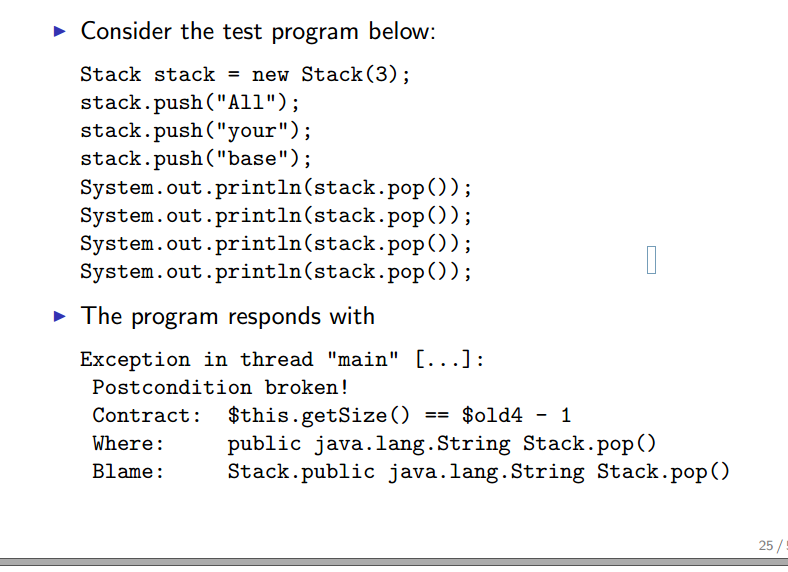 Consider the test program below:
Stack stack = new Stack(3);
stack.push("All");
stack.push("your");
stack.push("base");
System.out.println(stack.pop());
System.out.println(stack.pop());
System.out.println(stack.pop());
System.out.println(stack.pop());
The program responds with
Exception in thread "main" [...]:
Postcondition broken!
Contract: $this.getSize() == $old4 - 1
Where: public java.lang.String Stack.pop()
Blame: Stack.public java.lang.String Stack.pop()
25 /